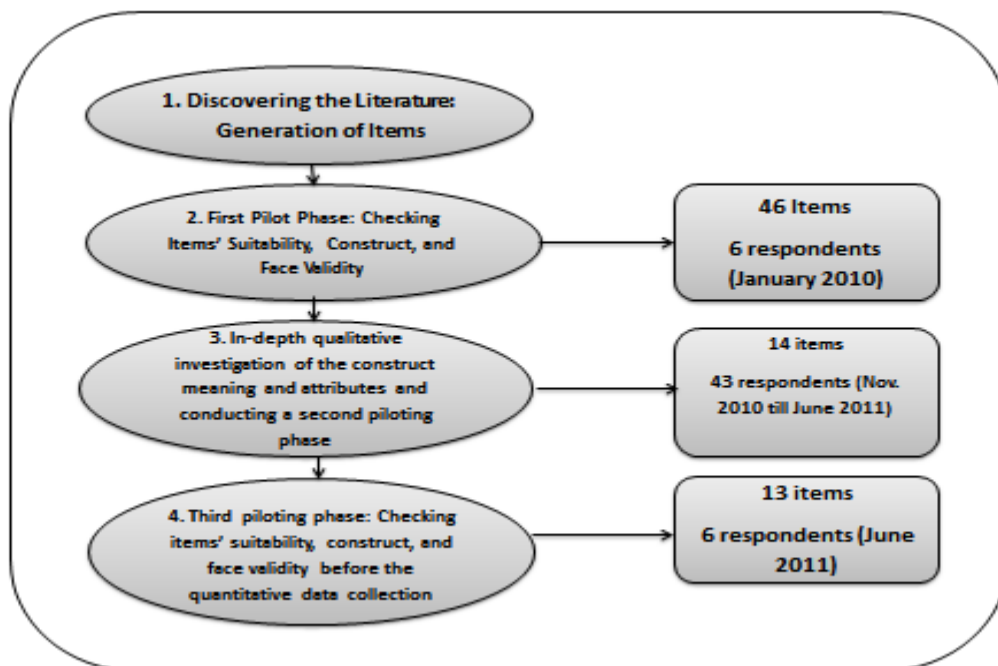 1. Discovering the Literature:
Generation of Items
2. First Pilot Phase: Checking
Items' Suitability, Construct, and
Face Validity
46 Items
6 respondents
(January 2010)
3. In-depth qualitative
investigation of the construct
meaning and attributes and
conducting a second piloting
phase
14 items
43 respondents (Nov.
2010 till June 2011)
4. Third piloting phase: Checking
items' suitability, construct, and
face validity before the
quantitative data collection
13 items
6 respondents (June
2011)